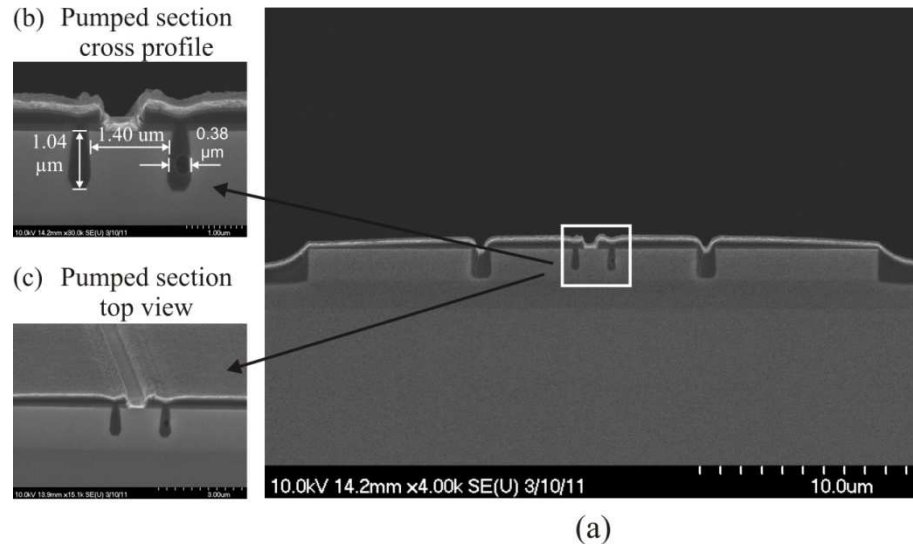 (b) Pumped section
cross profile
1.04
µm
1.40 um
0.38
µm
10.0kV 14.2mm x30.0k SE(U) 3/10/11
1.00um
(c) Pumped section
top view
10.0kV 13.9mm x15.1k SE(U) 3/10/11
3.00um
10.0kV 14.2mm x4.00k SE(U) 3/10/11
10.0um
(a)